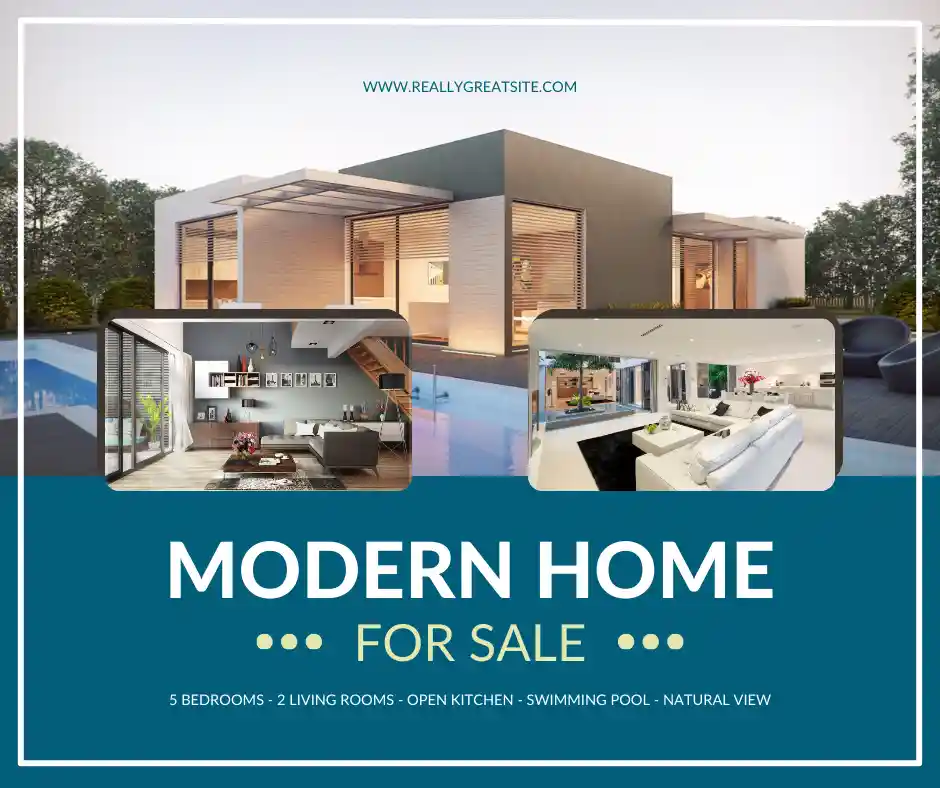 WWW.REALLYGREATSITE.COM
MODERN HOME
FOR SALE
5 BEDROOMS - 2 LIVING ROOMS - OPEN KITCHEN - SWIMMING POOL - NATURAL VIEW